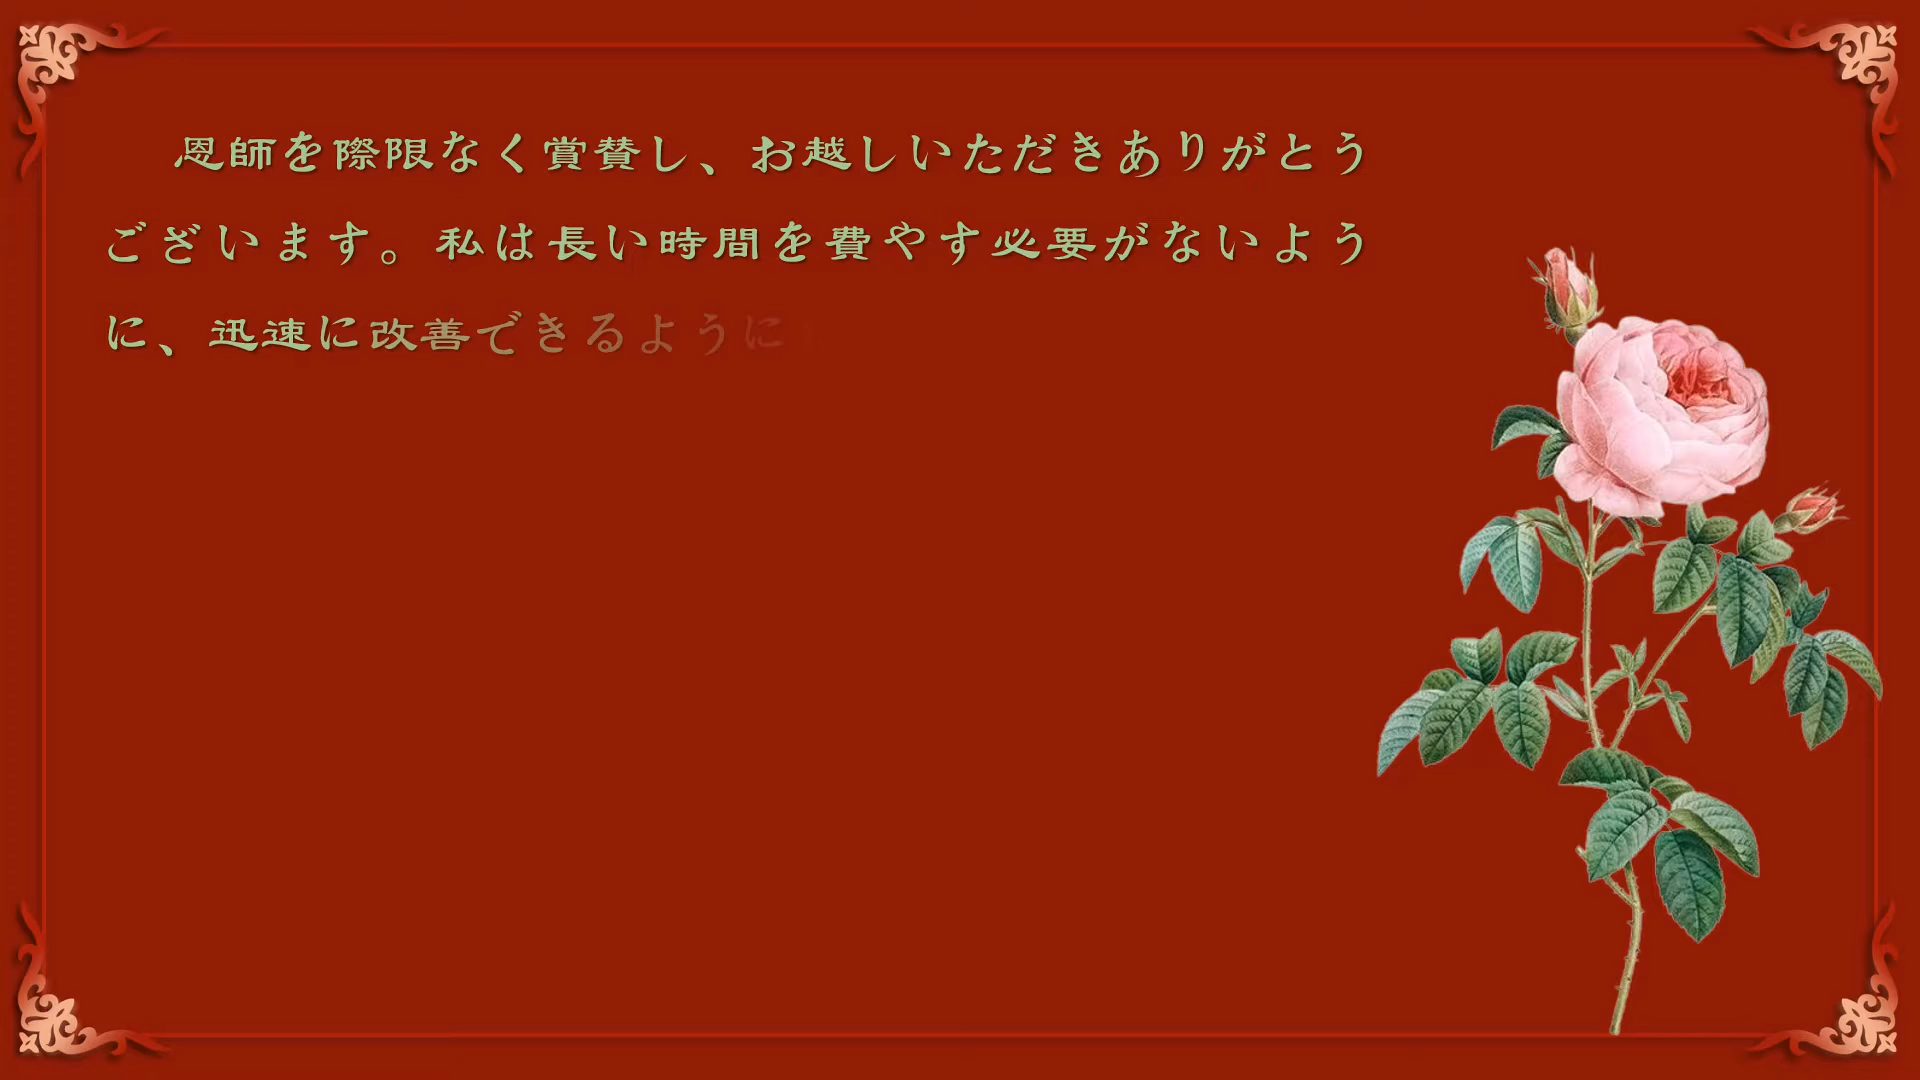 恩師を際限なく賞賛し、お越しいただきありがとう
ございます。私は長い時間を費やす必要がないよう
に、迅速に改善できるように